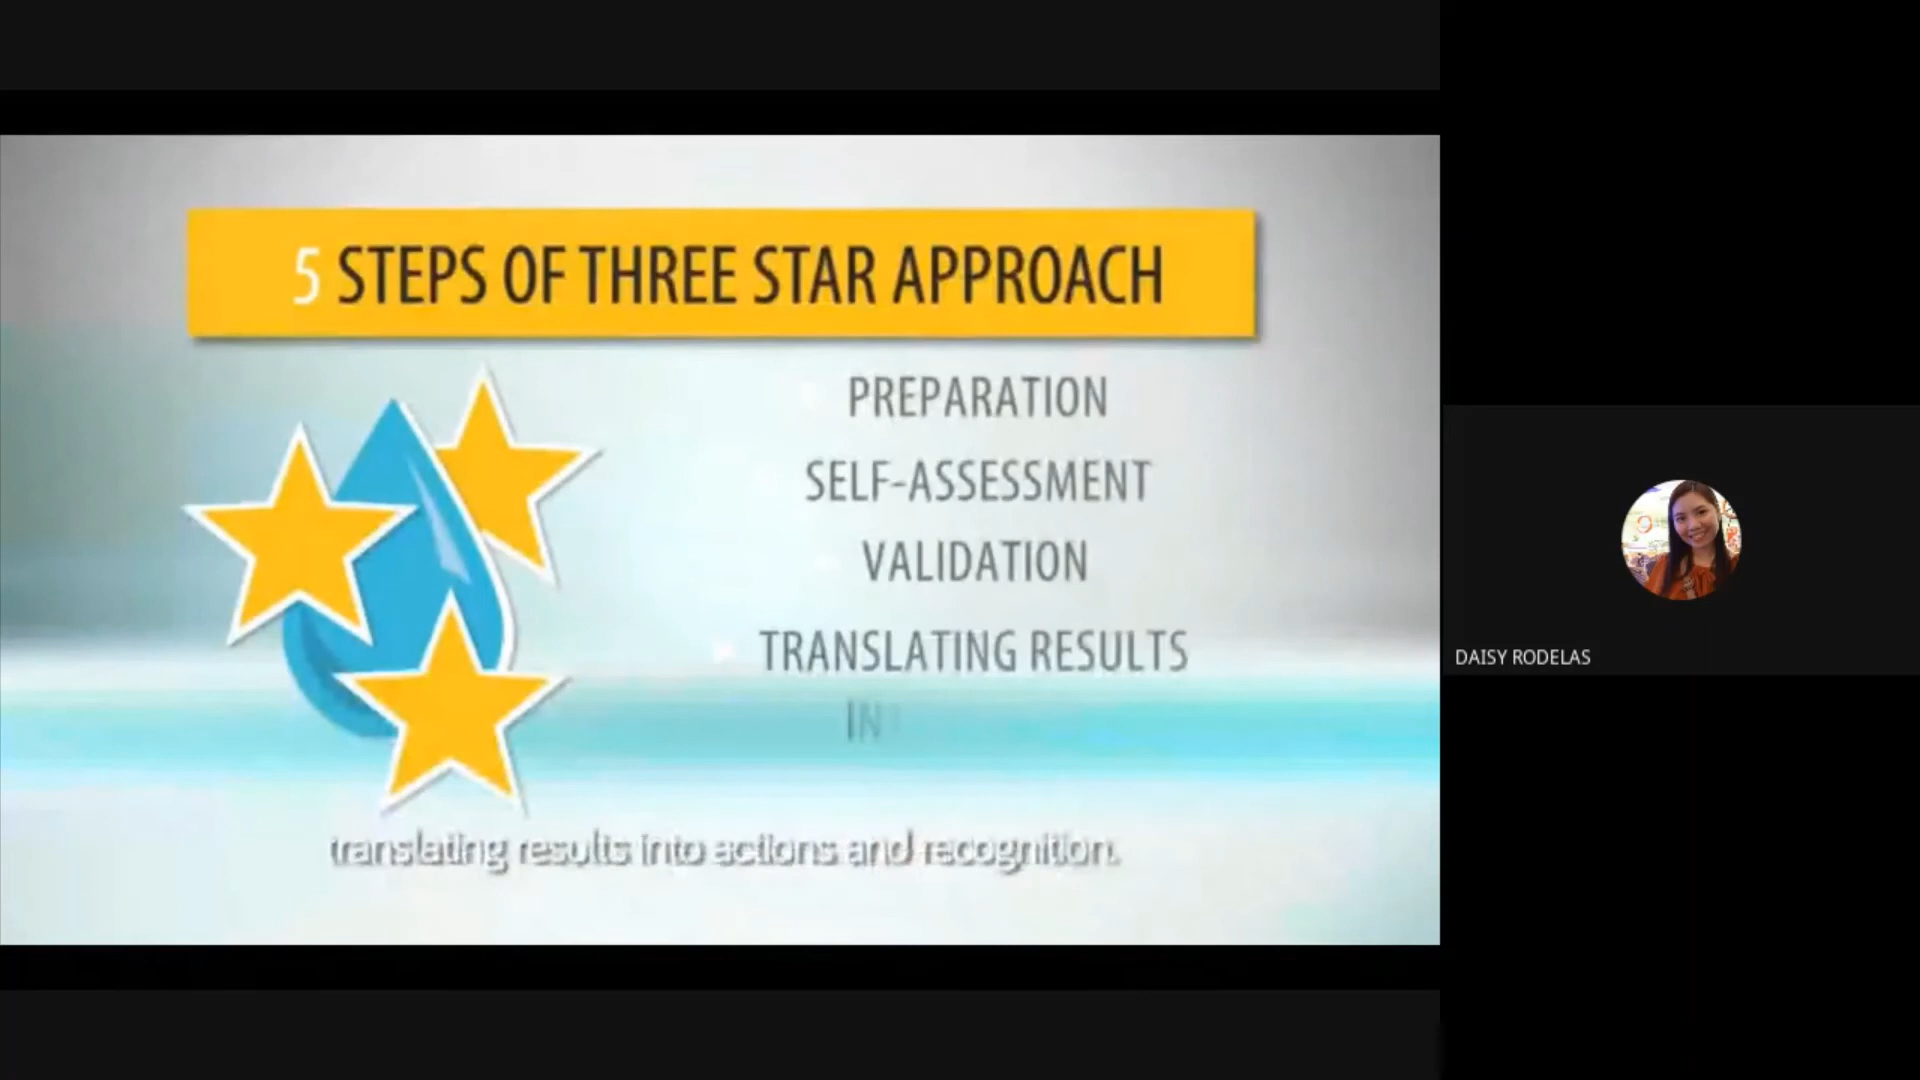 5 STEPS OF THREE STAR APPROACH
PREPARATION
SELF-ASSESSMENT
VALIDATION
TRANSLATING RESULTS
IN
translating results into actions and recognition.
DAISY RODELAS